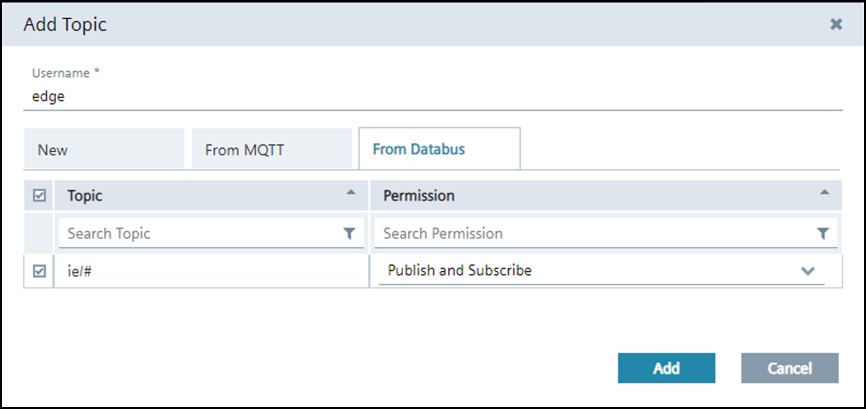 Add Topic
Username *
edge
New From MQTT From Databus
Topic Permission
Search Topic Search Permission
ie/# Publish and Subscribe
Add Cancel